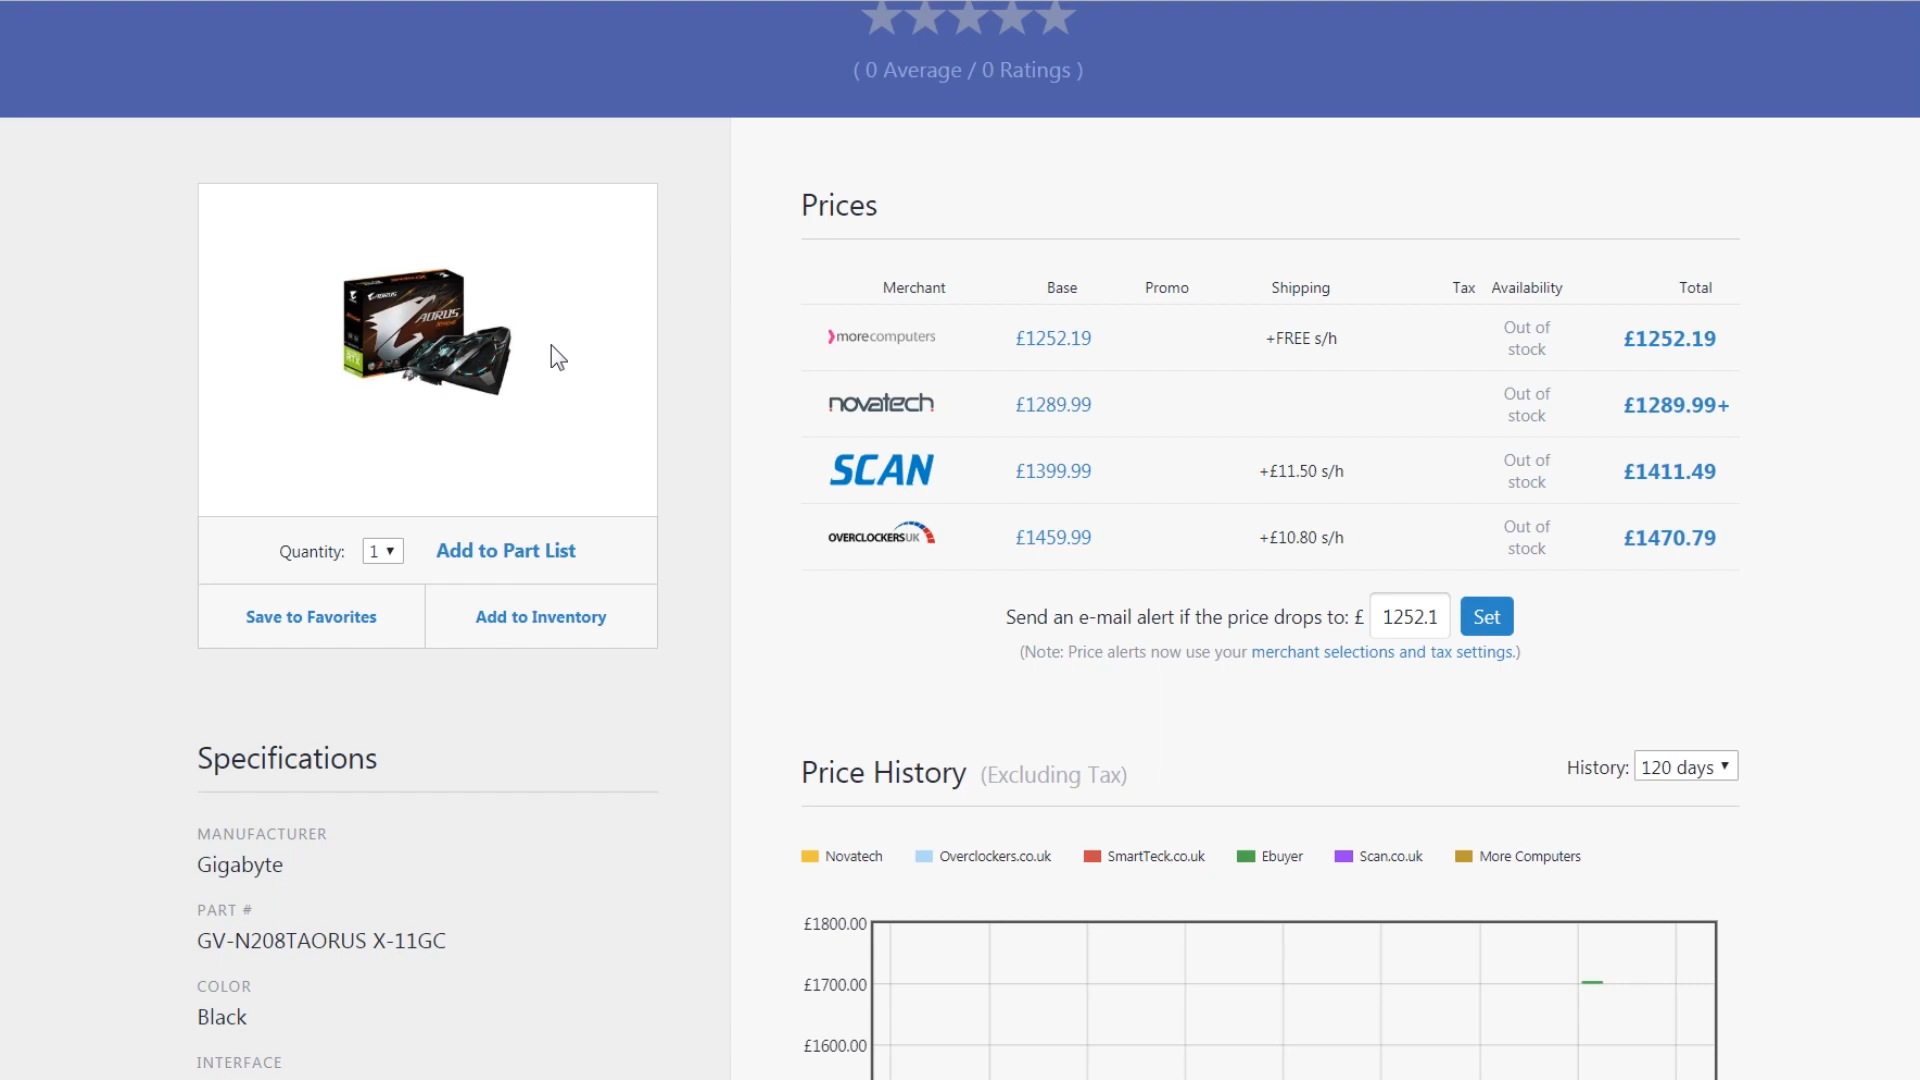 ( 0 Average / 0 Ratings )
AORUS
AORUS
Quantity: 1
Add to Part List
Save to Favorites
Add to Inventory
Specifications
MANUFACTURER
Gigabyte
PART #
GV-N208TAORUS X-11GC
COLOR
Black
INTERFACE
Prices
Merchant Base Promo Shipping Tax Availability Total
morecomputers £1252.19 +FREE s/h Out of stock £1252.19
novatech £1289.99 Out of stock £1289.99+
SCAN £1399.99 +£11.50 s/h Out of stock £1411.49
OVERCLOCKERSUK £1459.99 +£10.80 s/h Out of stock £1470.79
Send an e-mail alert if the price drops to: £ 1252.1 Set
(Note: Price alerts now use your merchant selections and tax settings.)
Price History (Excluding Tax)
History: 120 days
Novatech Overclockers.co.uk SmartTeck.co.uk Ebuyer Scan.co.uk More Computers
£1800.00
£1700.00
£1600.00